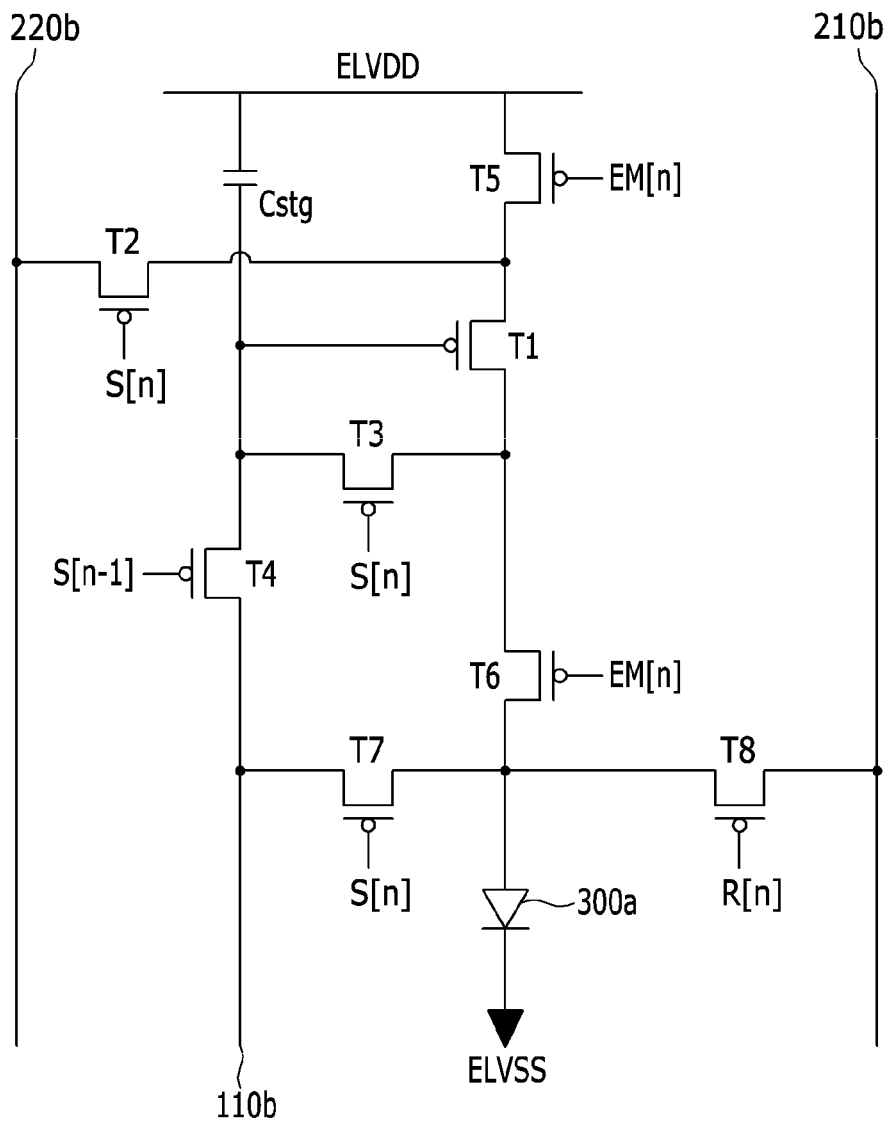 220b
210b
ELVDD
T5
EM[n]
Cstg
T2
S[n]
T1
T3
S[n]
S[n-1]
T4
T6
EM[n]
T7
S[n]
T8
R[n]
300a
ELVSS
110b